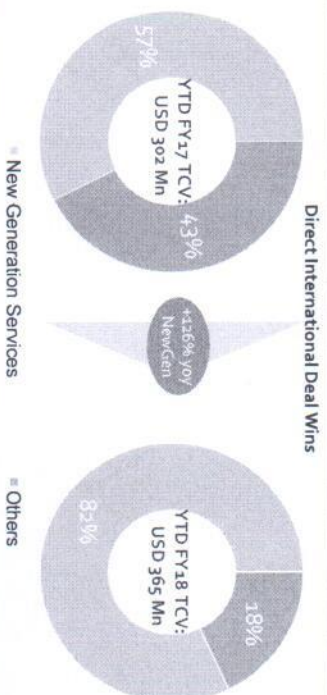 Direct International Deal Wins
57%
YTD FY17 TCV:
USD 302 Mn
43%
+126% yoy
NewGen
82%
YTD FY18 TCV:
USD 365 Mn
18%
New Generation Services
Others